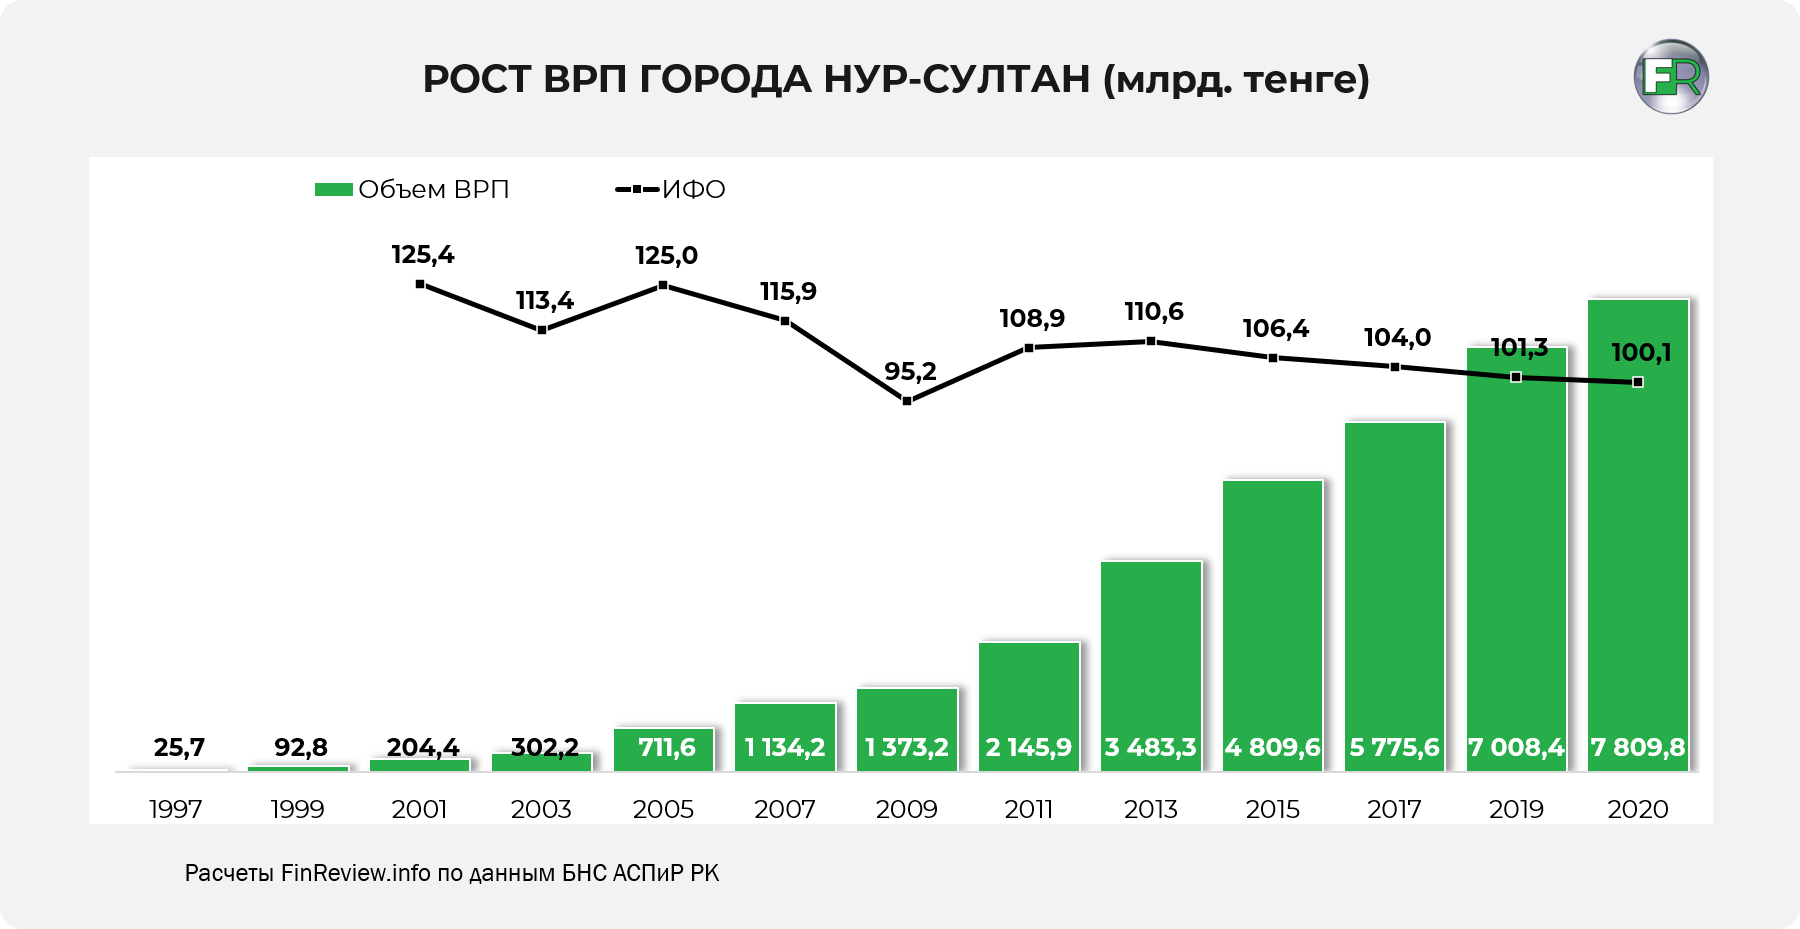 РОСТ ВРП ГОРОДА НУР-СУЛТАН (млрд. тенге)
FR
Объем ВРП ИФО
125,4 113,4 125,0 115,9 95,2 108,9 110,6 106,4 104,0 101,3 100,1
25,7 92,8 204,4 302,2 711,6 1 134,2 1 373,2 2 145,9 3 483,3 4 809,6 5 775,6 7 008,4 7 809,8
1997 1999 2001 2003 2005 2007 2009 2011 2013 2015 2017 2019 2020
Расчеты FinReview.info по данным БНС АСПиР РК